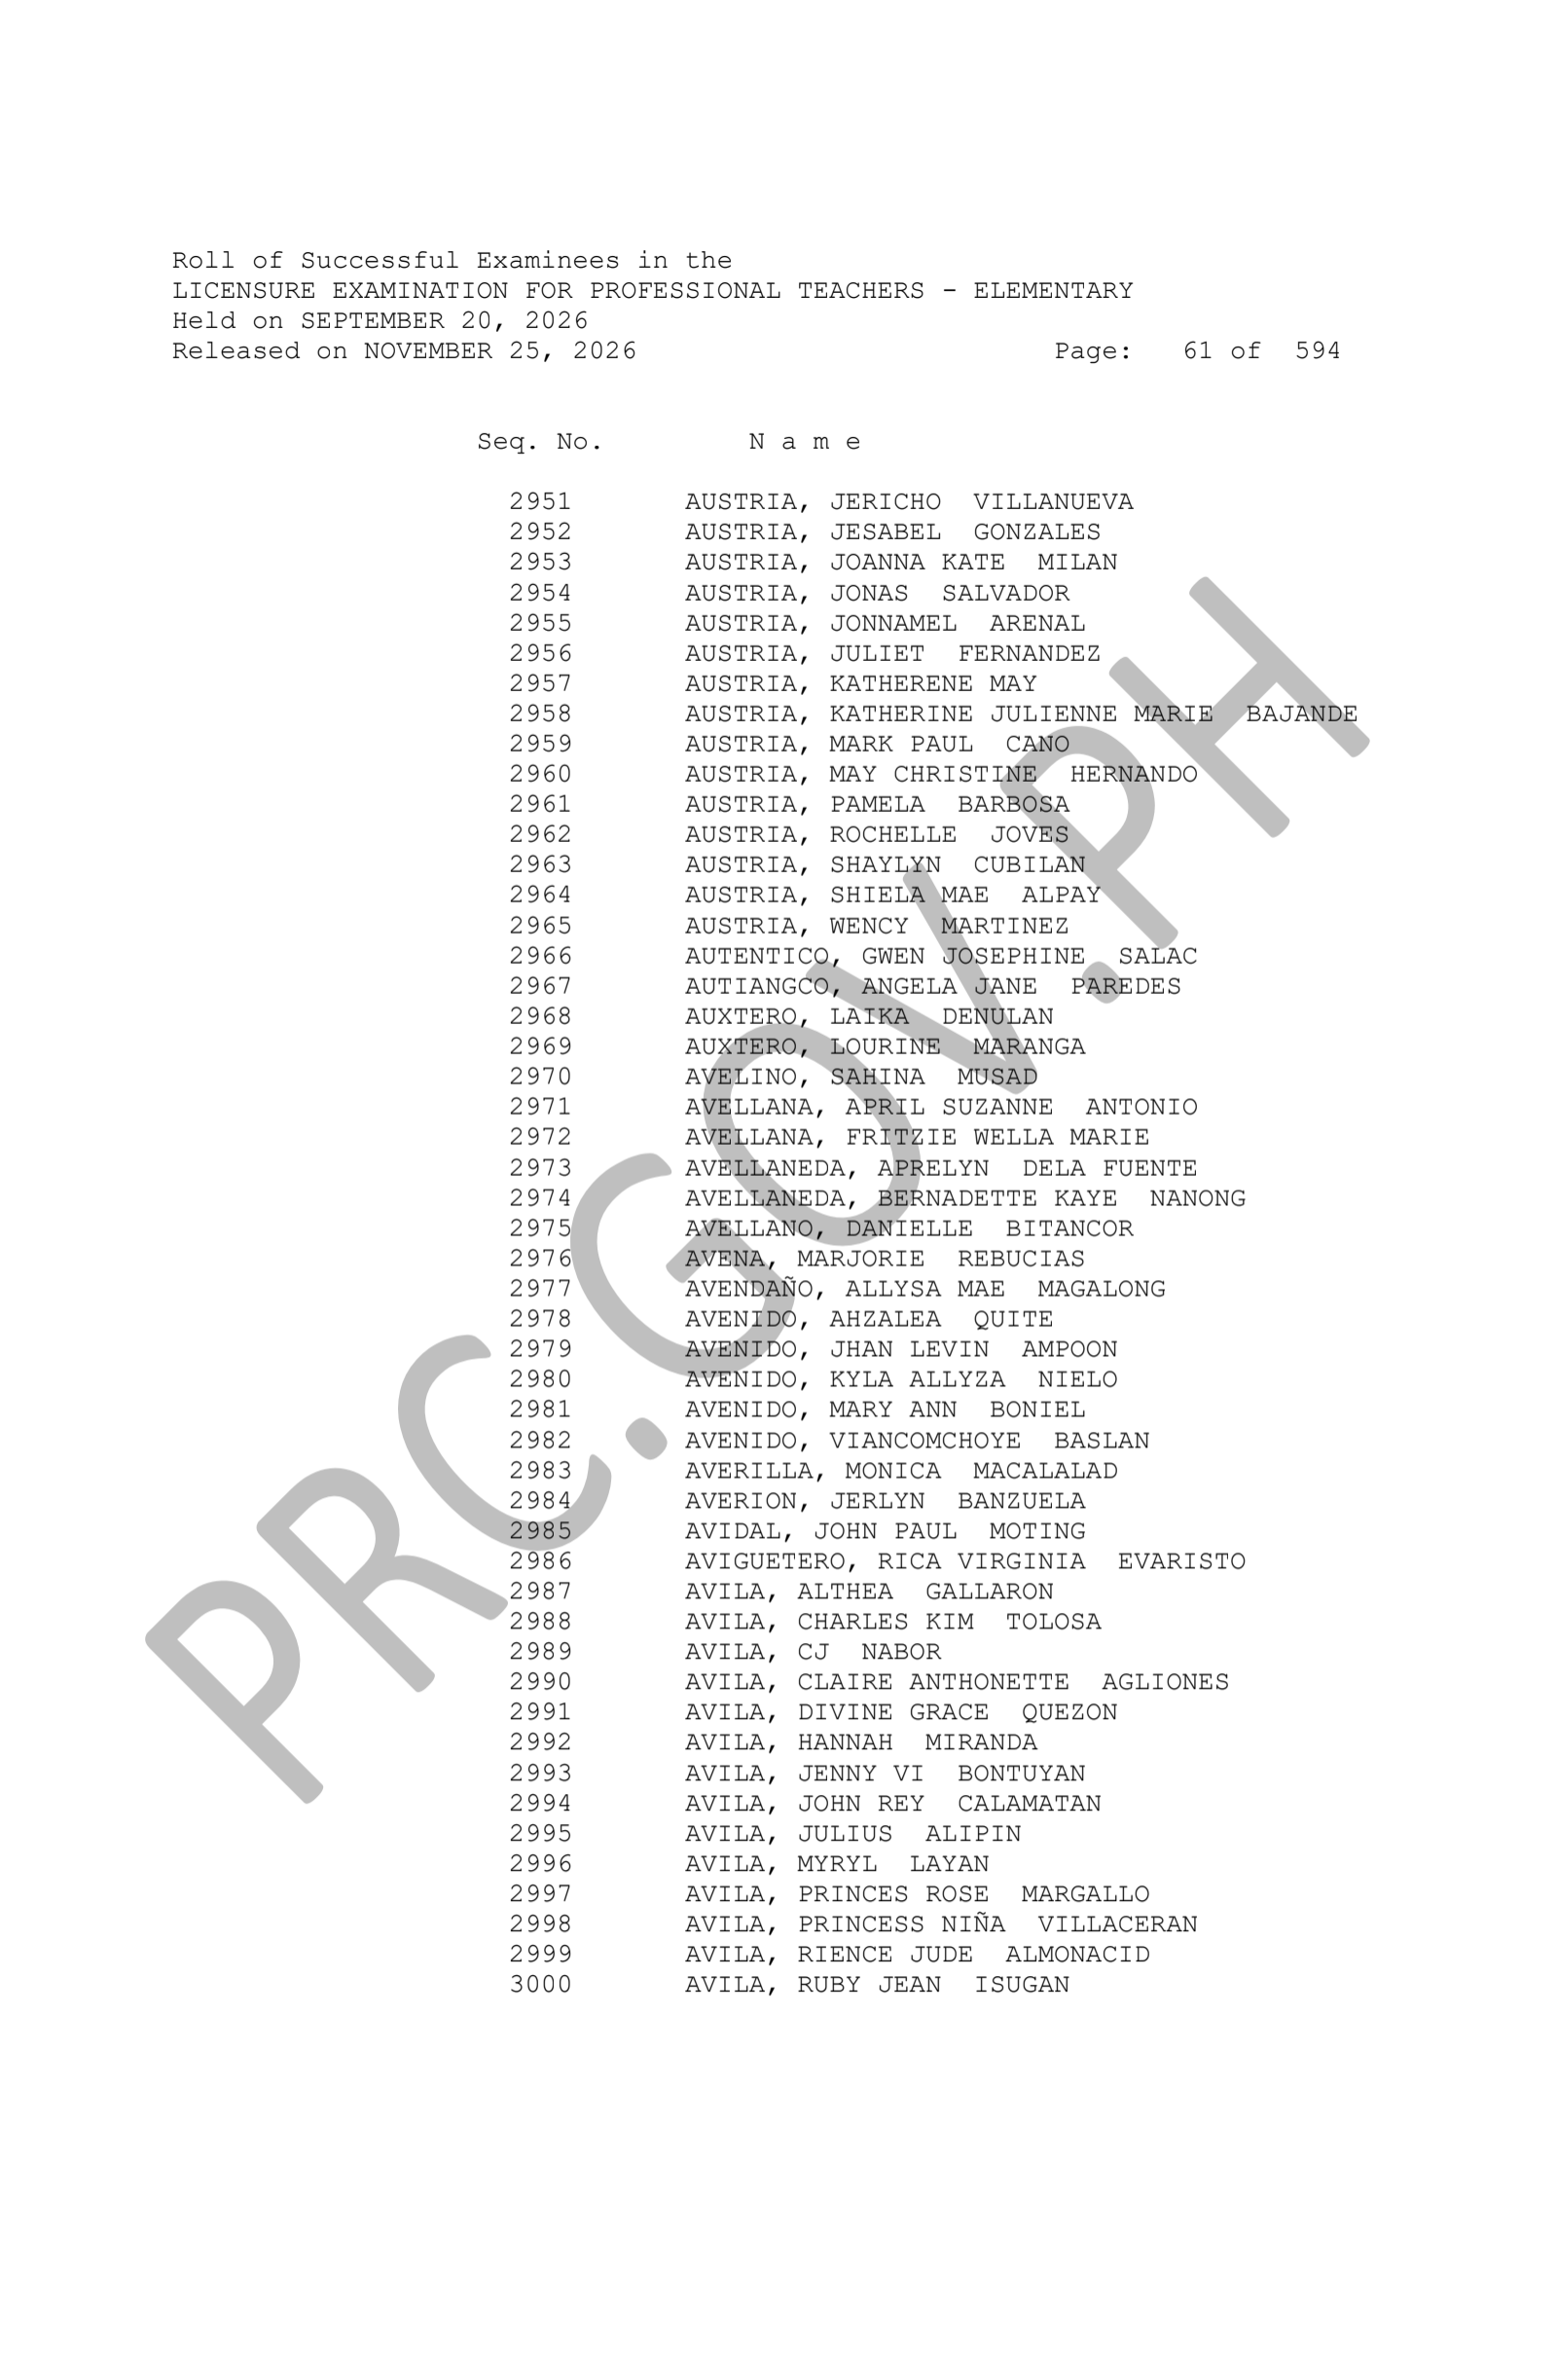 Roll of Successful Examinees in the
LICENSURE EXAMINATION FOR PROFESSIONAL TEACHERS - ELEMENTARY
Held on SEPTEMBER 20, 2026
Released on NOVEMBER 25, 2026 Page: 61 of 594
Seq. No. N a m e
2951 AUSTRIA, JERICHO VILLANUEVA
2952 AUSTRIA, JESABEL GONZALES
2953 AUSTRIA, JOANNA KATE MILAN
2954 AUSTRIA, JONAS SALVADOR
2955 AUSTRIA, JONNAMEL ARENAL
2956 AUSTRIA, JULIET FERNANDEZ
2957 AUSTRIA, KATHERENE MAY
2958 AUSTRIA, KATHERINE JULIENNE MARIE BAJANDE
2959 AUSTRIA, MARK PAUL CANO
2960 AUSTRIA, MAY CHRISTINE HERNANDO
2961 AUSTRIA, PAMELA BARBOSA
2962 AUSTRIA, ROCHELLE JOVES
2963 AUSTRIA, SHAYLYN CUBILAN
2964 AUSTRIA, SHIELA MAE ALPAY
2965 AUSTRIA, WENCY MARTINEZ
2966 AUTENTICO, GWEN JOSEPHINE SALAC
2967 AUTIANGCO, ANGELA JANE PAREDES
2968 AUXTERO, LAIKA DENULAN
2969 AUXTERO, LOURINE MARANGA
2970 AVELINO, SAHINA MUSAD
2971 AVELLANA, APRIL SUZANNE ANTONIO
2972 AVELLANA, FRITZIE WELLA MARIE
2973 AVELLANEDA, APRELYN DELA FUENTE
2974 AVELLANEDA, BERNADETTE KAYE NANONG
2975 AVELLANO, DANIELLE BITANCOR
2976 AVENA, MARJORIE REBUCIAS
2977 AVENDAÑO, ALLYSA MAE MAGALONG
2978 AVENIDO, AHZALEA QUITE
2979 AVENIDO, JHAN LEVIN AMPOON
2980 AVENIDO, KYLA ALLYZA NIELO
2981 AVENIDO, MARY ANN BONIEL
2982 AVENIDO, VIANCOMCHOYE BASLAN
2983 AVERILLA, MONICA MACALALAD
2984 AVERION, JERLYN BANZUELA
2985 AVIDAL, JOHN PAUL MOTING
2986 AVIGUETERO, RICA VIRGINIA EVARISTO
2987 AVILA, ALTHEA GALLARON
2988 AVILA, CHARLES KIM TOLOSA
2989 AVILA, CJ NABOR
2990 AVILA, CLAIRE ANTHONETTE AGLIONES
2991 AVILA, DIVINE GRACE QUEZON
2992 AVILA, HANNAH MIRANDA
2993 AVILA, JENNY VI BONTUYAN
2994 AVILA, JOHN REY CALAMATAN
2995 AVILA, JULIUS ALIPIN
2996 AVILA, MYRYL LAYAN
2997 AVILA, PRINCES ROSE MARGALLO
2998 AVILA, PRINCESS NIÑA VILLACERAN
2999 AVILA, RIENCE JUDE ALMONACID
3000 AVILA, RUBY JEAN ISUGAN
PRC.GOV.PH